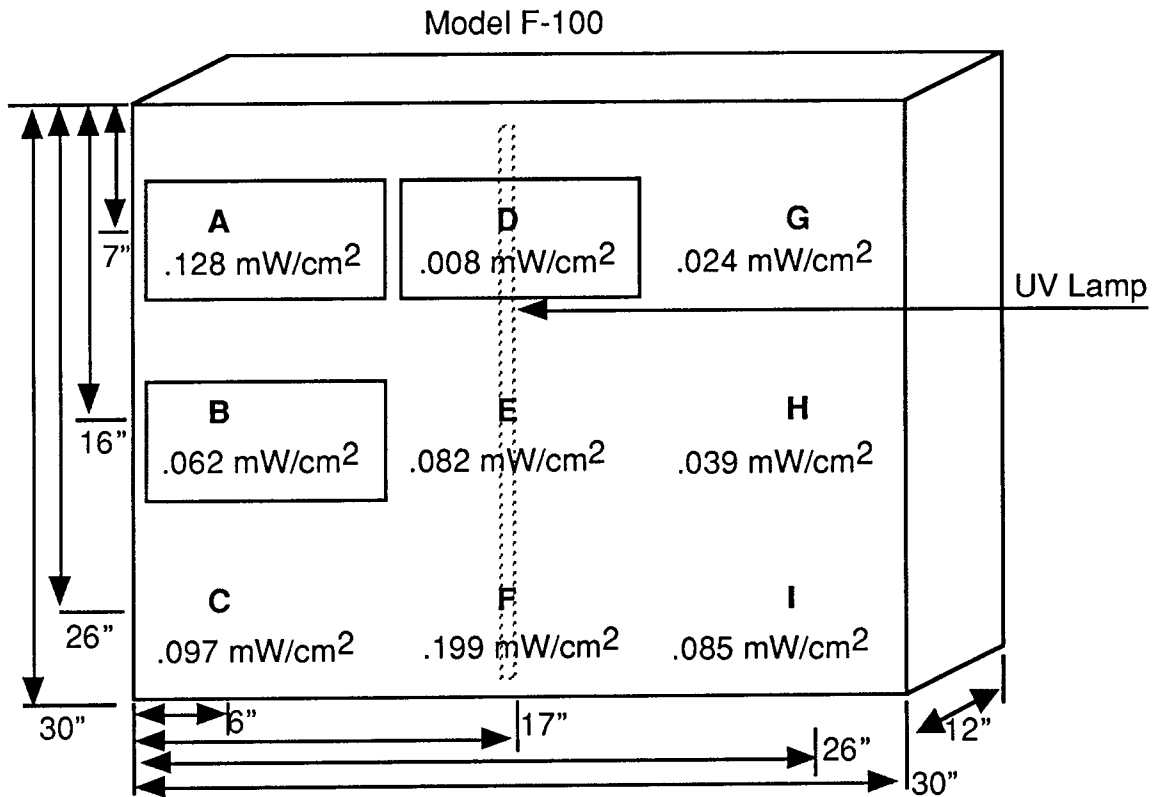 Model F-100
A
.128 mW/cm²
D
.008 mW/cm²
G
.024 mW/cm²
7”
UV Lamp
B
.062 mW/cm²
E
.082 mW/cm²
H
.039 mW/cm²
16”
C
.097 mW/cm²
F
.199 mW/cm²
I
.085 mW/cm²
26”
30”
6”
17”
26”
30”
12”